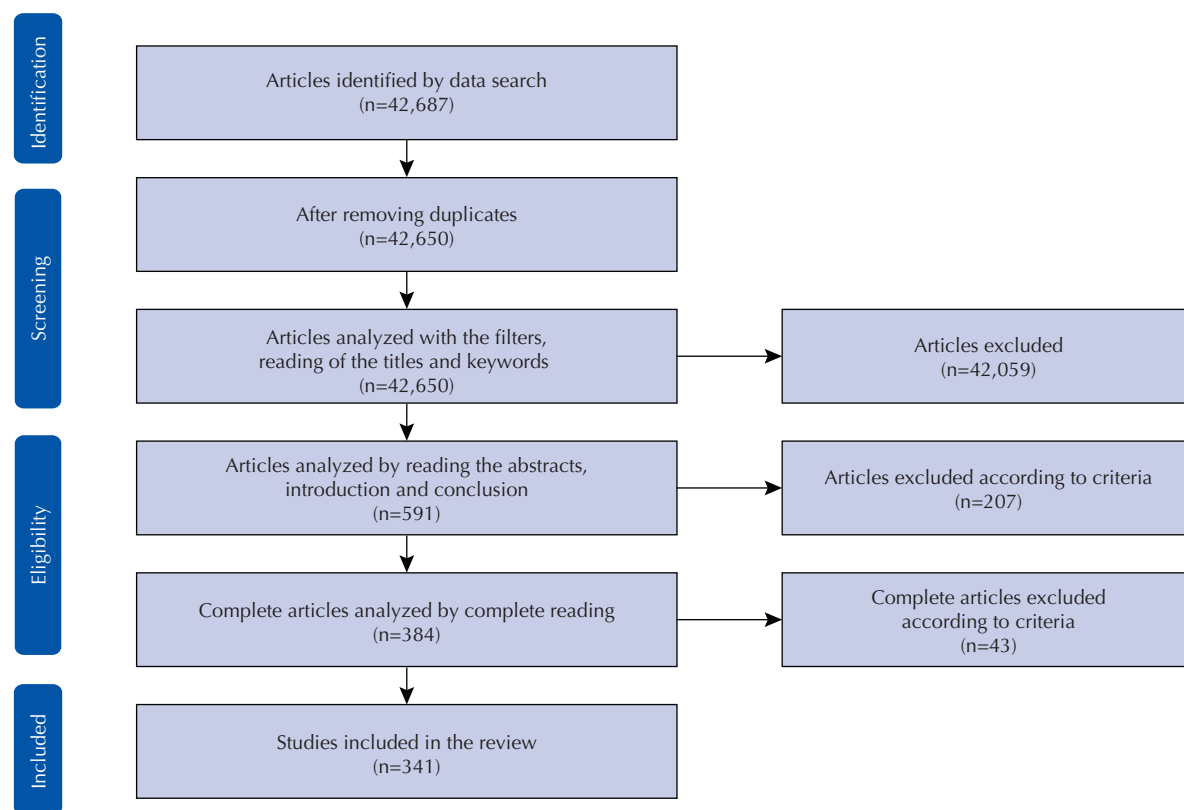 Identification
Articles identified by data search
(n=42,687)
Screening
After removing duplicates
(n=42,650)
Articles analyzed with the filters,
reading of the titles and keywords
(n=42,650)
Articles excluded
(n=42,059)
Eligibility
Articles analyzed by reading the abstracts,
introduction and conclusion
(n=591)
Articles excluded according to criteria
(n=207)
Complete articles analyzed by complete reading
(n=384)
Complete articles excluded
according to criteria
(n=43)
Included
Studies included in the review
(n=341)